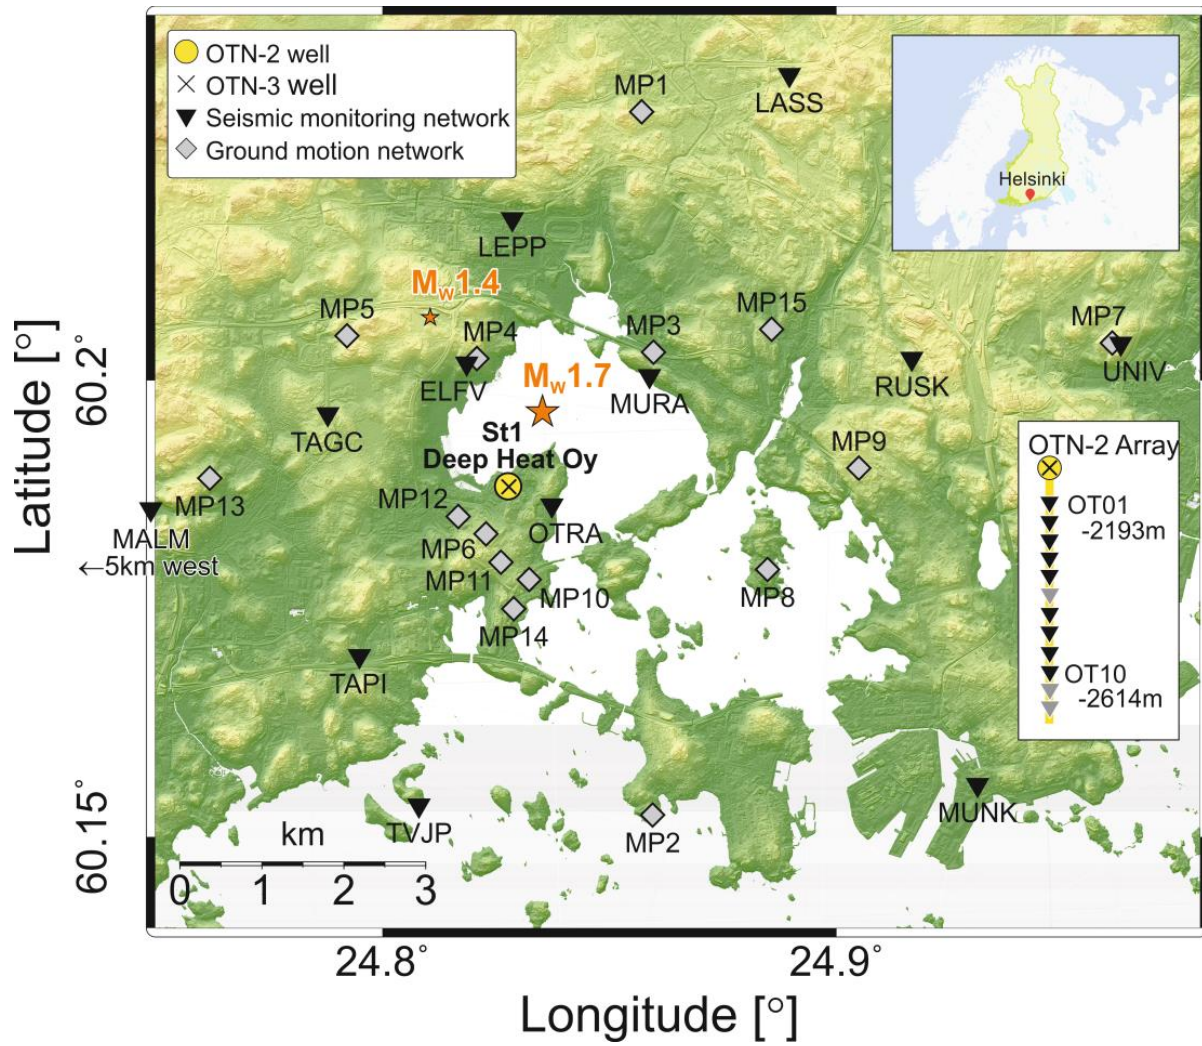 OTN-2 well
OTN-3 well
Seismic monitoring network
Ground motion network
MP1
LASS
Helsinki
LEPP
Mw1.4
MP5
MP4
MP3
MP15
MP7
ELFV
Mw1.7
MURA
RUSK
UNIV
TAGC
St1
Deep Heat Oy
MP9
OTN-2 Array
MP13
MP12
OT01
-2193m
MALM
←5km west
MP6
OTRA
MP11
MP10
MP8
MP14
TAPI
OT10
-2614m
TVJP
MP2
MUNK
km
0 1 2 3
60.2°
60.15°
Latitude [°]
24.8° 24.9°
Longitude [°]